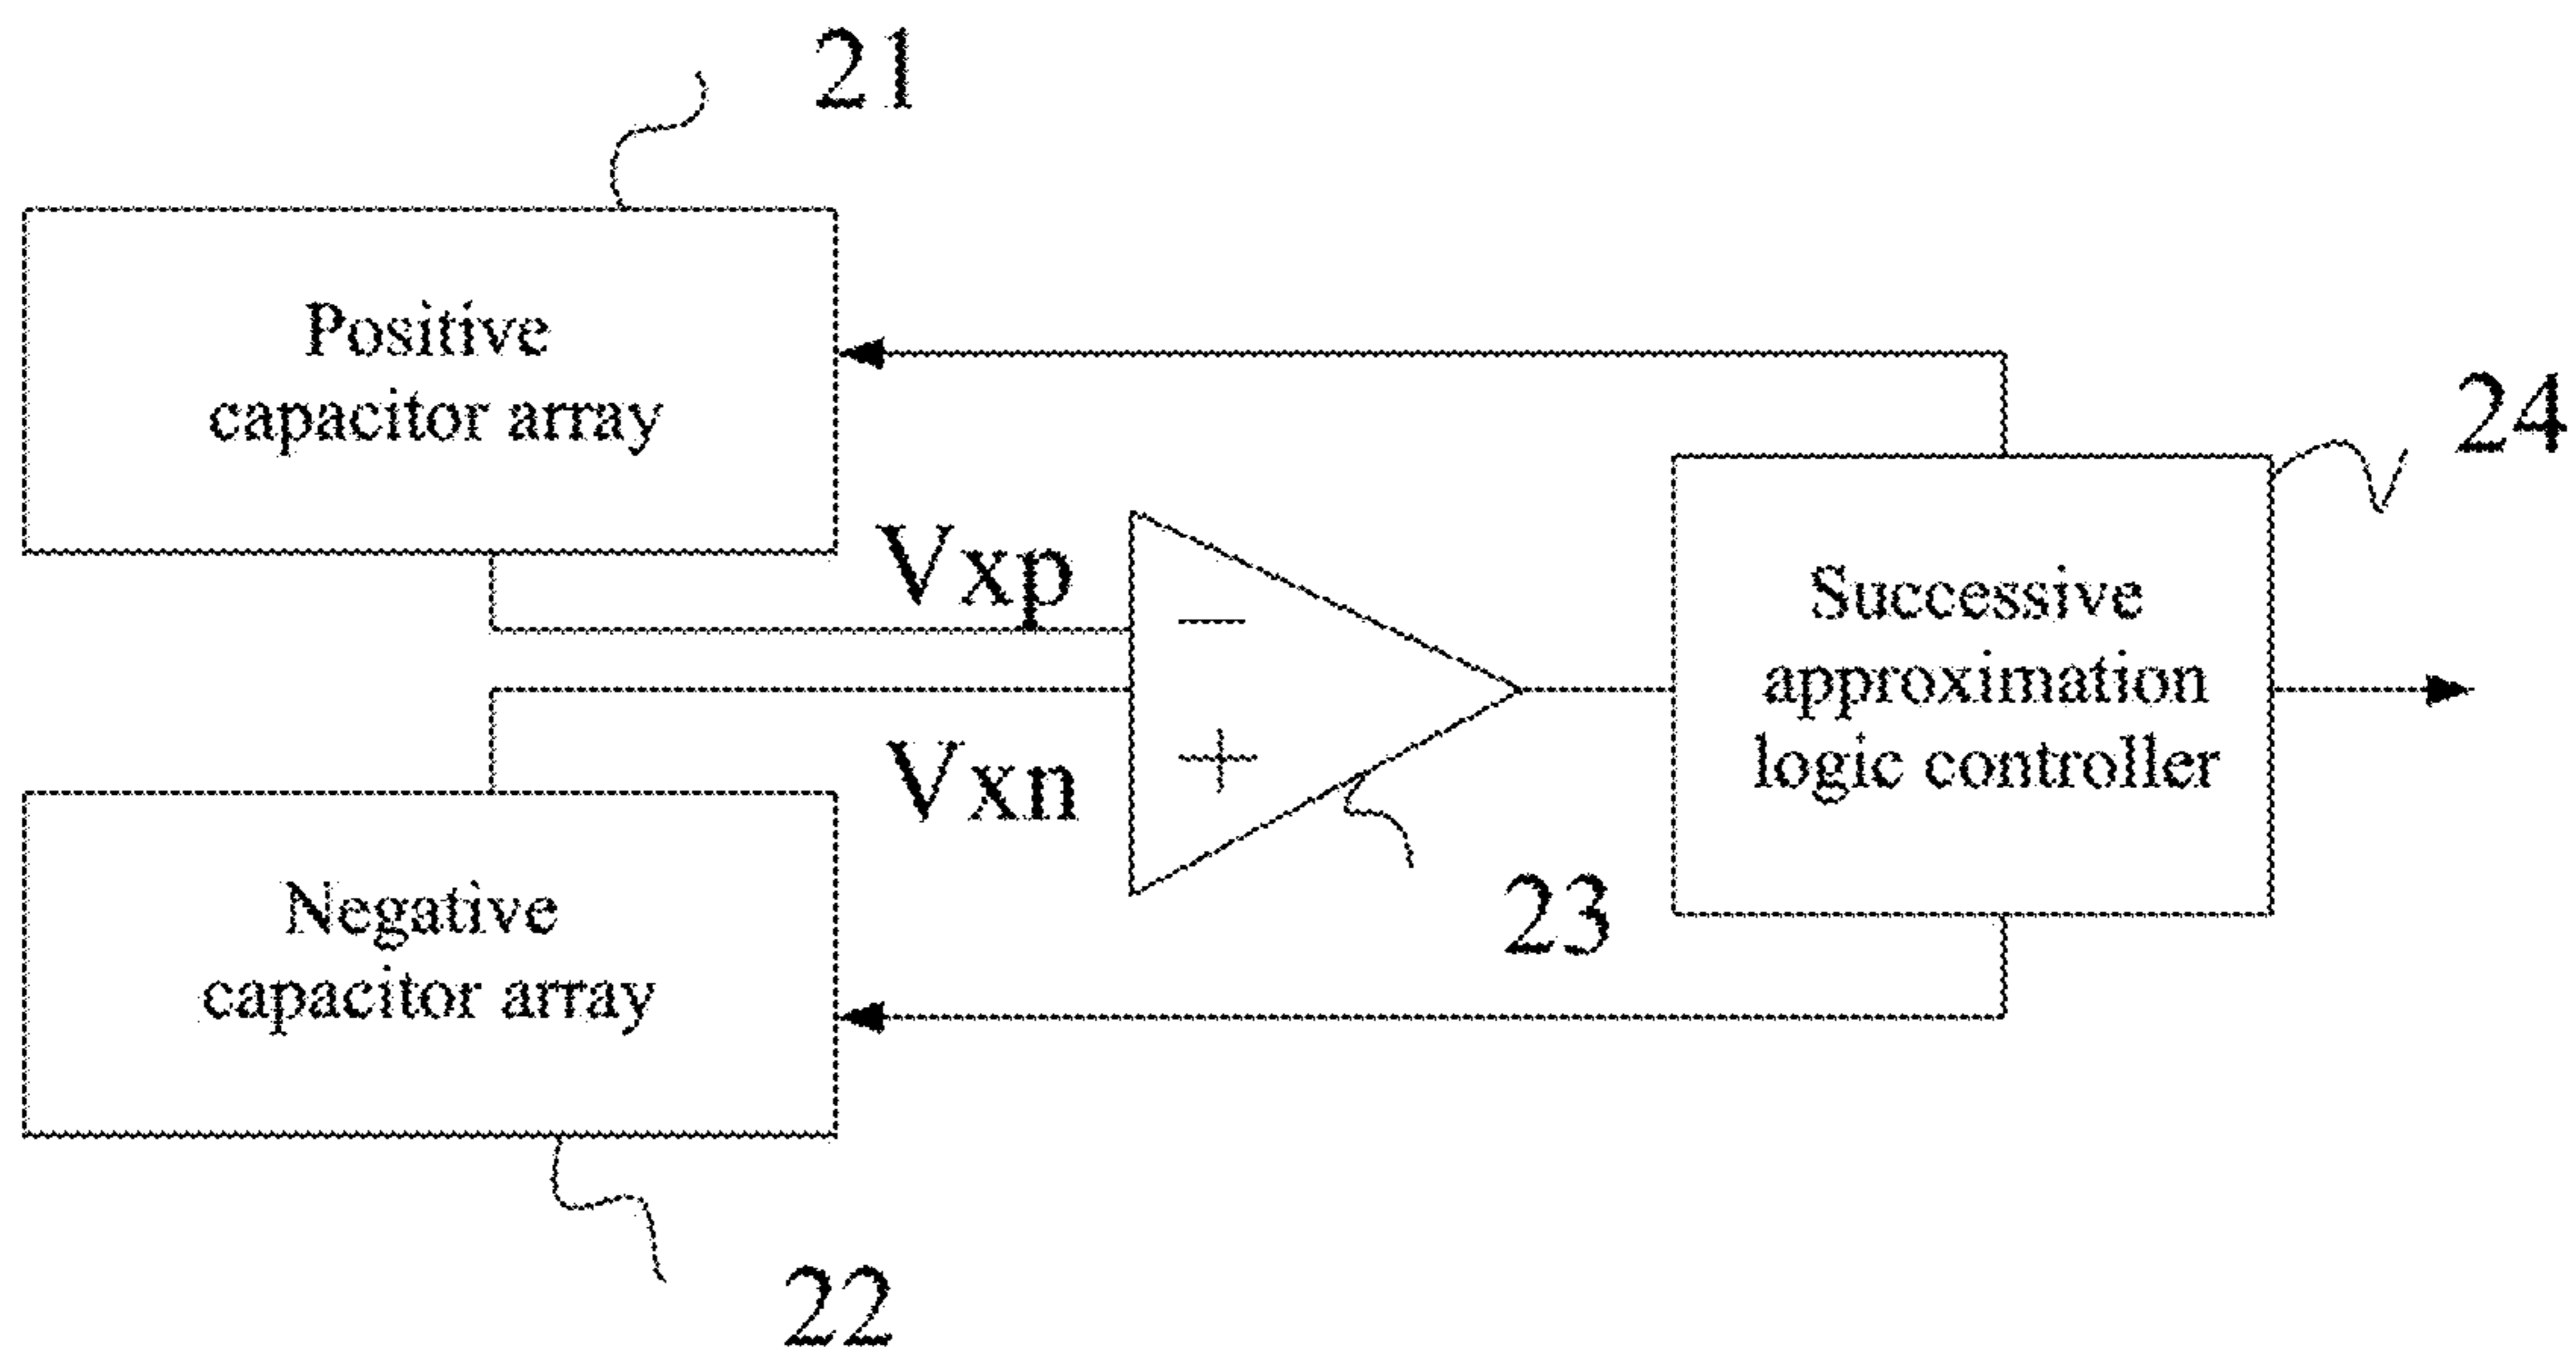 21
Positive
capacitor array
24
Vxp
−
Successive
approximation
logic controller
+
Vxn
23
Negative
capacitor array
22